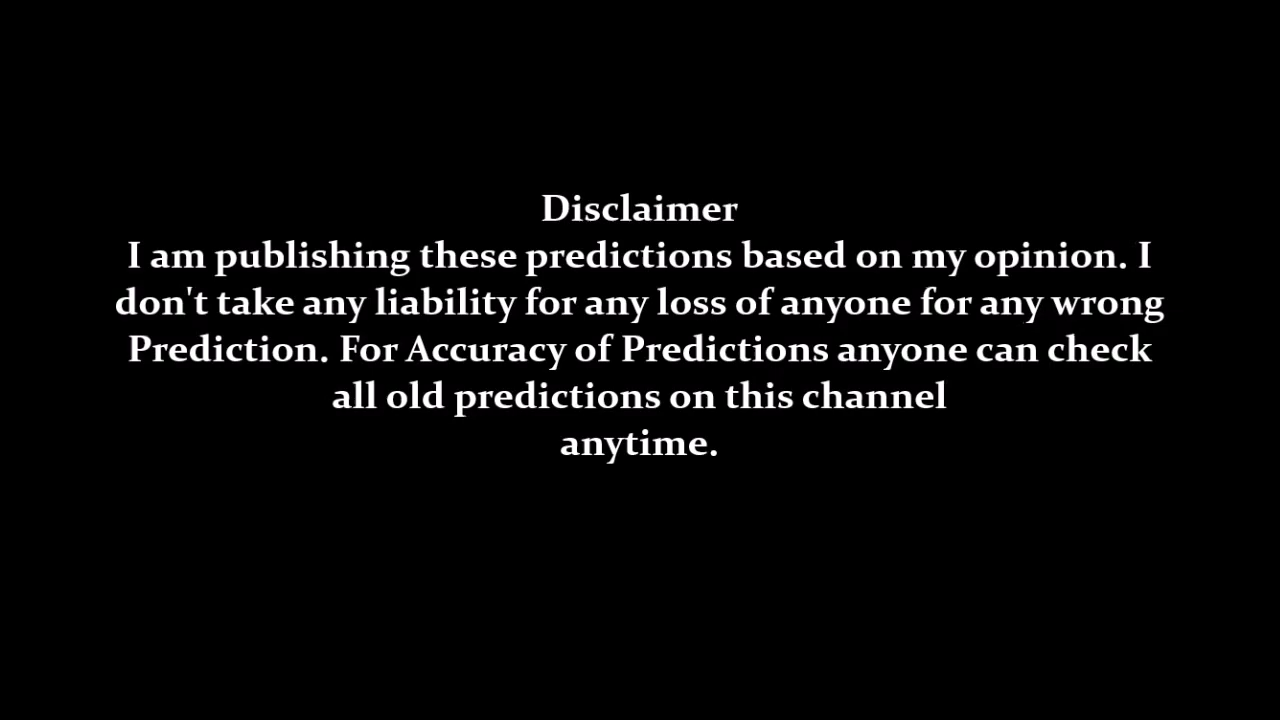 Disclaimer
I am publishing these predictions based on my opinion. I
don't take any liability for any loss of anyone for any wrong
Prediction. For Accuracy of Predictions anyone can check
all old predictions on this channel
anytime.